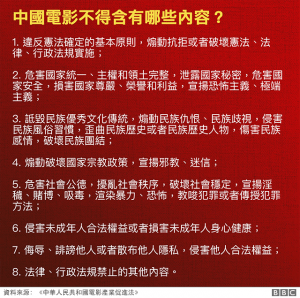 中國電影不得含有哪些內容？
1. 違反憲法確定的基本原則，煽動抗拒或者破壞憲法、法
律、行政法規實施；
2. 危害國家統一、主權和領土完整，泄露國家秘密，危害國
家安全，損害國家尊嚴、榮譽和利益，宣揚恐怖主義、極端
主義；
3. 詆毀民族優秀文化傳統，煽動民族仇恨、民族歧視，侵害
民族風俗習慣，歪曲民族歷史或者民族歷史人物，傷害民族
感情，破壞民族團結；
4. 煽動破壞國家宗教政策，宣揚邪教、迷信；
5. 危害社會公德，擾亂社會秩序，破壞社會穩定，宣揚淫
穢、賭博、吸毒，渲染暴力、恐怖，教唆犯罪或者傳授犯罪
方法；
6. 侵害未成年人合法權益或者損害未成年人身心健康；
7. 侮辱、誹謗他人或者散布他人隱私，侵害他人合法權益；
8. 法律、行政法規禁止的其他內容。
資料來源：《中華人民共和國電影產業促進法》
BBC